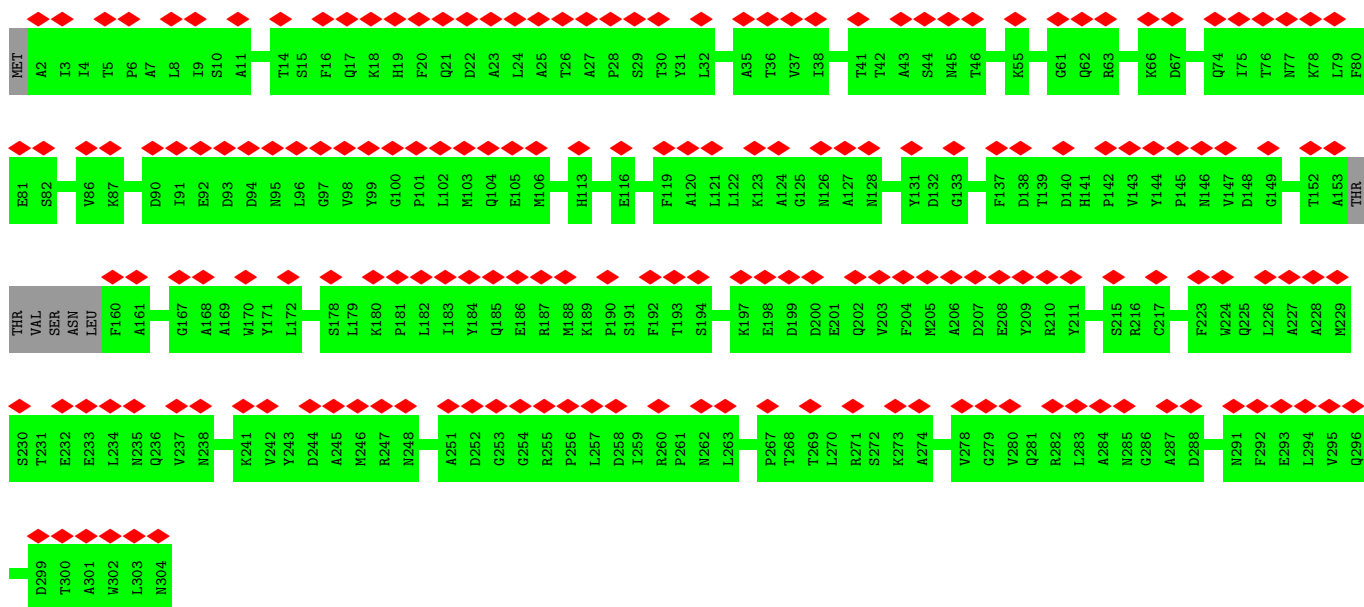 MET A2 I3 I4 T5 P6 A7 L8 I9 S10 A11 T14 S15 F16 Q17 K18 H19 F20 Q21 D22 A23 L24 A25 T26 A27 P28 S29 T30 Y31 L32 A35 T36 V37 I38 T41 T42 A43 S44 N45 T46 K55 G61 Q62 R63 K66 D67 Q74 I75 T76 N77 K78 L79 F80
E81 S82 V86 K87 D90 I91 E92 D93 D94 N95 L96 G97 V98 Y99 G100 P101 L102 M103 Q104 E105 M106 H113 E116 F119 A120 L121 L122 K123 A124 G125 N126 A127 N128 Y131 D132 G133 F137 D138 T139 D140 H141 P142 V143 Y144 P145 N146 V147 D148 G149 T152 A153 THR
THR VAL SER ASN LEU F160 A161 G167 A168 A169 W170 Y171 L172 S178 L179 K180 P181 L182 I183 Y184 Q185 E186 R187 M188 K189 P190 S191 F192 T193 S194 K197 E198 D199 D200 E201 Q202 V203 F204 M205 A206 D207 E208 Y209 R210 Y211 S215 R216 C217 F223 W224 Q225 L226 A227 A228 M229
S230 T231 E232 E233 L234 N235 Q236 V237 N238 K241 V242 Y243 D244 A245 M246 R247 N248 A251 D252 G253 G254 R255 P256 L257 D258 I259 R260 P261 N262 L263 P267 T268 T269 L270 R271 S272 K273 A274 V278 G279 V280 Q281 R282 L283 A284 N285 G286 A287 D288 N291 F292 E293 L294 V295 Q296
D299 T300 A301 W302 L303 N304